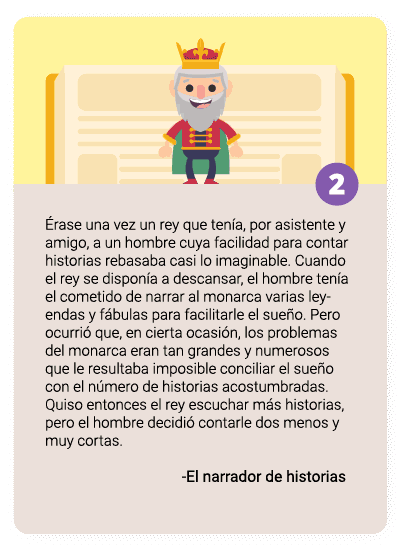 2
Érase una vez un rey que tenía, por asistente y
amigo, a un hombre cuya facilidad para contar
historias rebasaba casi lo imaginable. Cuando
el rey se disponía a descansar, el hombre tenía
el cometido de narrar al monarca varias ley-
endas y fábulas para facilitarle el sueño. Pero
ocurrió que, en cierta ocasión, los problemas
del monarca eran tan grandes y numerosos
que le resultaba imposible conciliar el sueño
con el número de historias acostumbradas.
Quiso entonces el rey escuchar más historias,
pero el hombre decidió contarle dos menos y
muy cortas.
-El narrador de historias